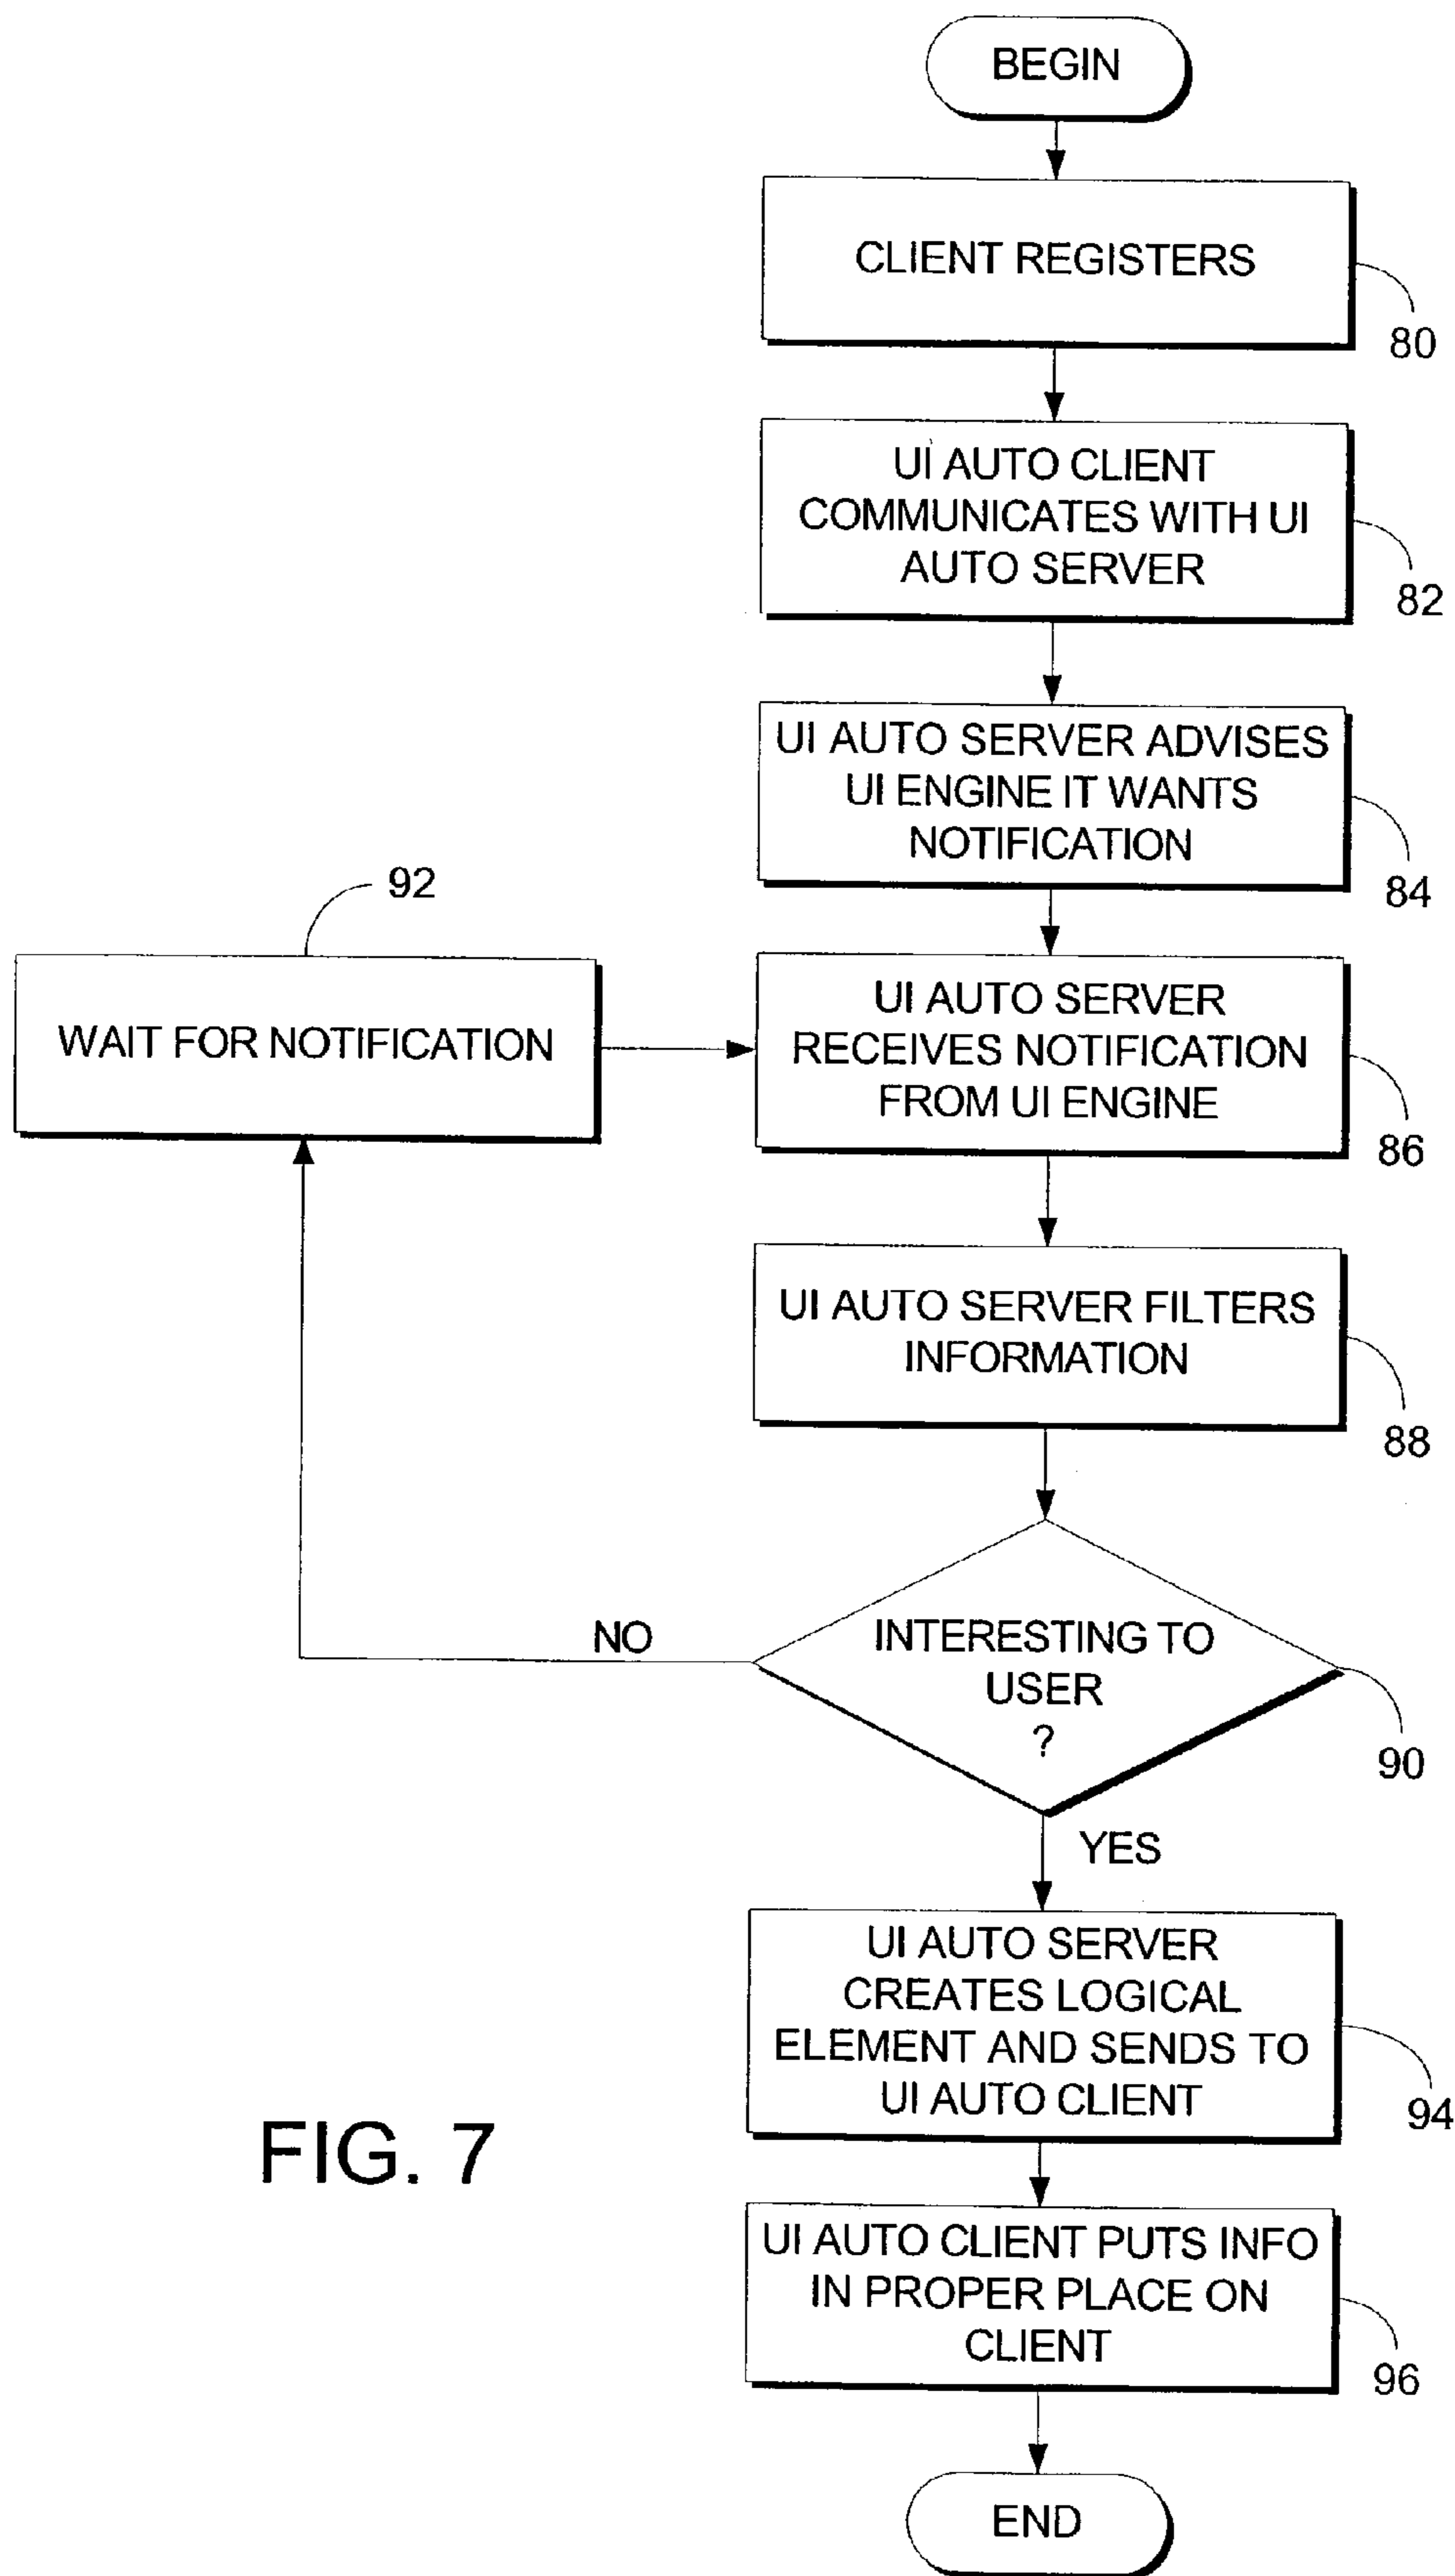 BEGIN
CLIENT REGISTERS
80
UI AUTO CLIENT
COMMUNICATES WITH UI
AUTO SERVER
82
UI AUTO SERVER ADVISES
UI ENGINE IT WANTS
NOTIFICATION
84
92
WAIT FOR NOTIFICATION
UI AUTO SERVER
RECEIVES NOTIFICATION
FROM UI ENGINE
86
UI AUTO SERVER FILTERS
INFORMATION
88
NO
INTERESTING TO
USER
?
90
YES
UI AUTO SERVER
CREATES LOGICAL
ELEMENT AND SENDS TO
UI AUTO CLIENT
94
FIG. 7
UI AUTO CLIENT PUTS INFO
IN PROPER PLACE ON
CLIENT
96
END